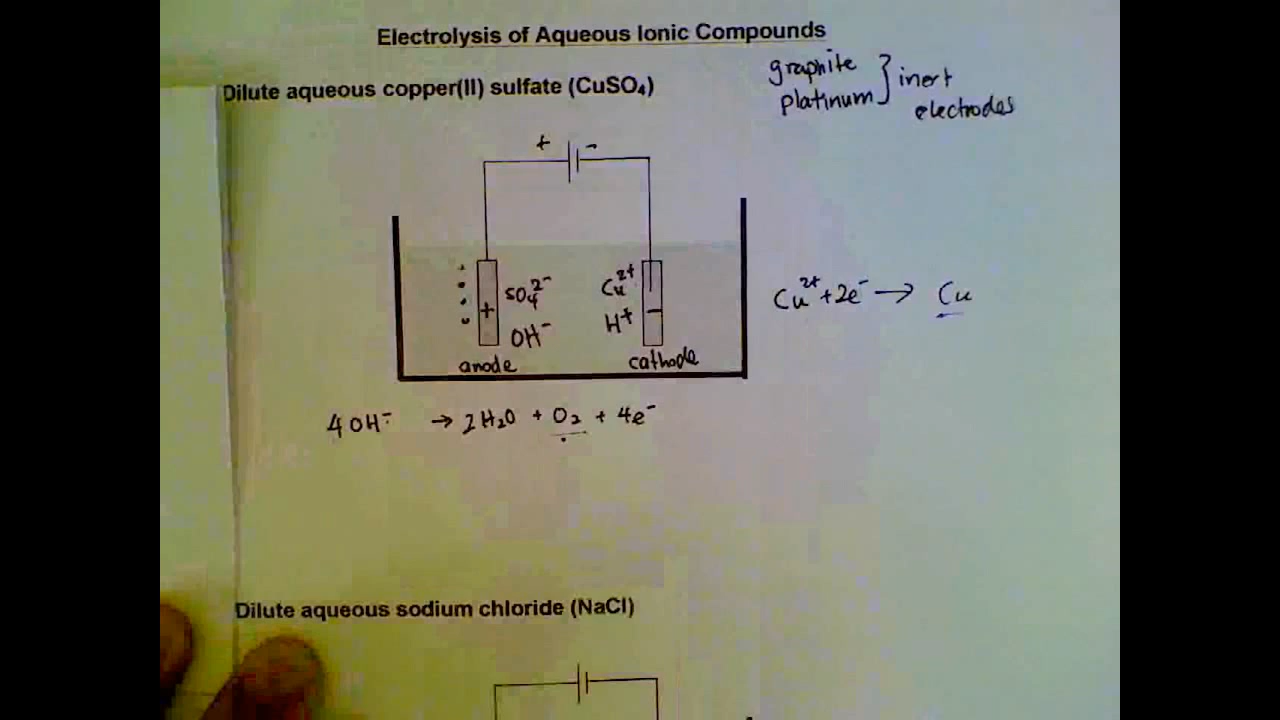 Electrolysis of Aqueous Ionic Compounds
Dilute aqueous copper(II) sulfate (CuSO₄)
graphite
platinum } inert
electrodes
+ -
SO₄²⁻
+
OH⁻
anode
Cu²⁺
H⁺ -
cathode
Cu²⁺ + 2e⁻ → Cu
4OH⁻ → 2H₂O + O₂ + 4e⁻
Dilute aqueous sodium chloride (NaCl)